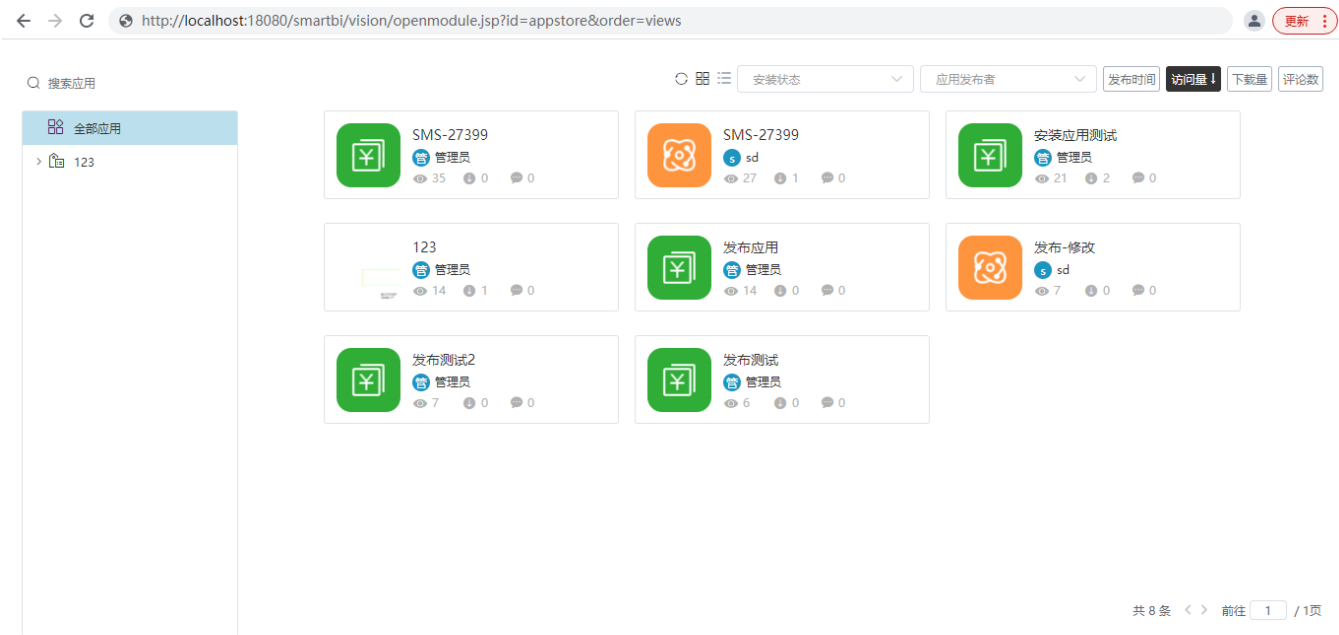 http://localhost:18080/smartbi/vision/openmodule.jsp?id=appstore&order=views
更新
搜索应用
安装状态
应用发布者
发布时间
访问量
下载量
评论数
全部应用
123
SMS-27399
管 管理员
35 0 0
SMS-27399
s sd
27 1 0
安装应用测试
管 管理员
21 2 0
123
管 管理员
14 1 0
发布应用
管 管理员
14 0 0
发布-修改
s sd
7 0 0
发布测试2
管 管理员
7 0 0
发布测试
管 管理员
6 0 0
共 8 条 前往 1 / 1页